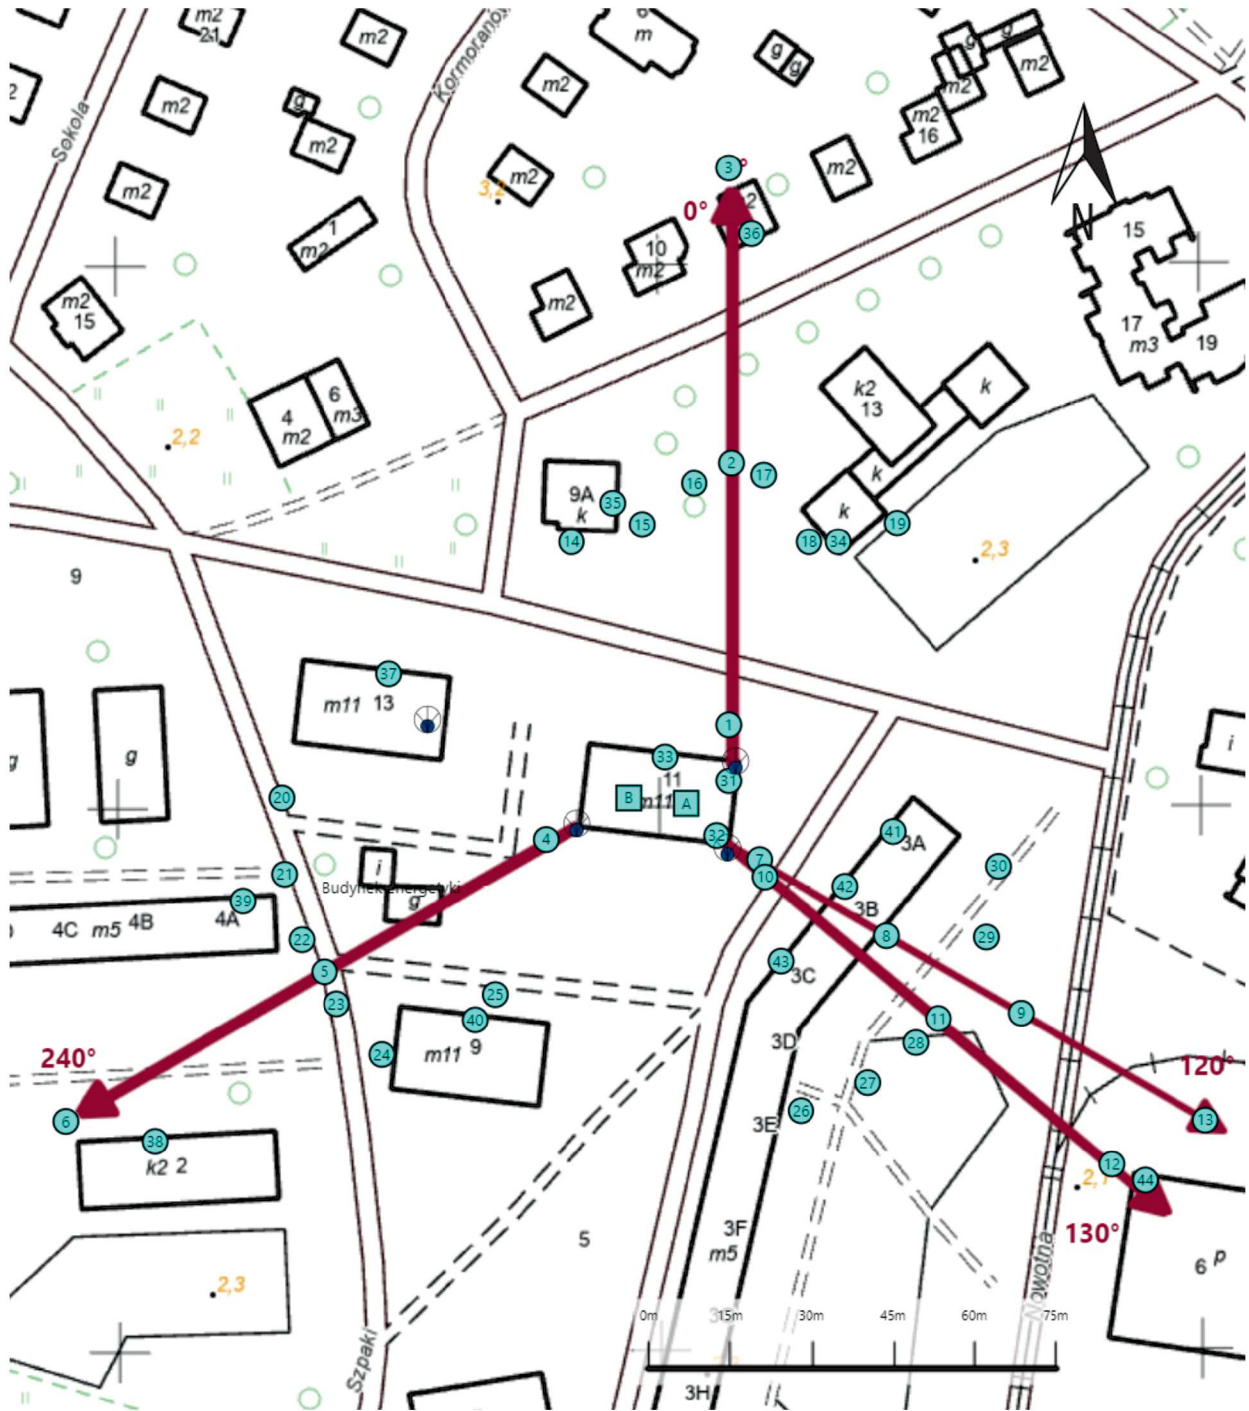 m2
21
m2
Kormoranów
6
m
g
g
g
g
m2
m2
m2
g
m2
Sokola
m2
m2
16
m2
3
m2
3,2
m2
0°
36
15
N
1
m2
10
m2
m2
15
m2
17
m3
19
k2
13
k
6
m3
4
m2
2,2
2
16
17
k
9A
k
35
15
14
k
18
34
19
2,3
9
37
m11 13
1
g
g
i
33
11
31
B
m11
A
20
32
4
7
10
41
3A
21
i
Budynek energetyki
g
42
3B
30
39
4C
m5
4B
4A
22
8
29
5
43
3C
25
23
9
40
m11 9
24
11
3D
28
240°
120°
27
26
3E
6
13
38
k2 2
12
44
2,1
130°
3F
m5
5
6 p
2,3
Nowotna
0m
15m
30m
45m
60m
75m
Szpaki
3H